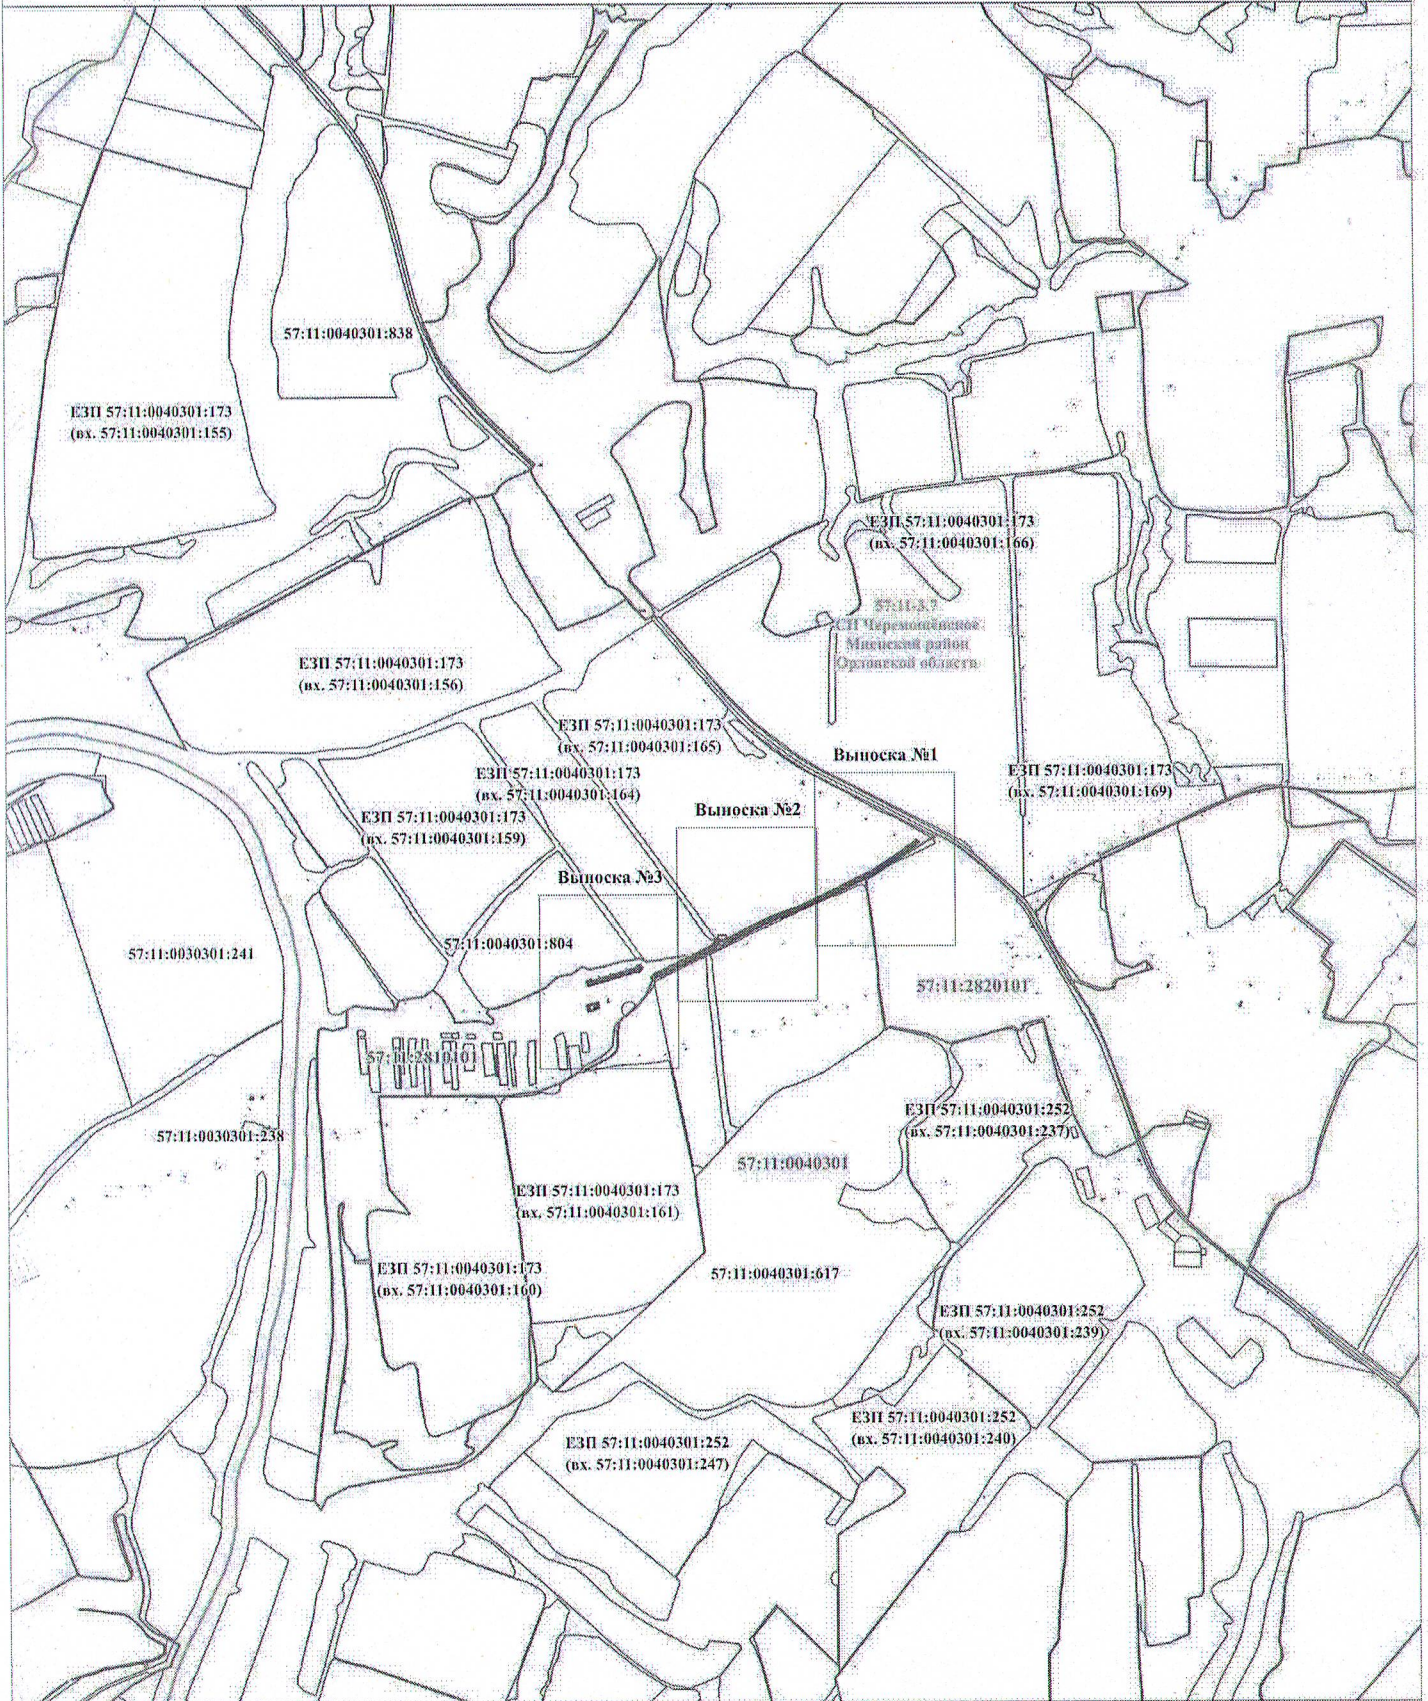 57:11:0040301:838
ЕЗП 57:11:0040301:173
(вх. 57:11:0040301:155)
ЕЗП 57:11:0040301:173
(вх. 57:11:0040301:166)
57:11-3.7
СП Черемошёнское
Мценский район
Орловской области
ЕЗП 57:11:0040301:173
(вх. 57:11:0040301:156)
ЕЗП 57:11:0040301:173
(вх. 57:11:0040301:165)
Выноска №1
ЕЗП 57:11:0040301:173
(вх. 57:11:0040301:164)
ЕЗП 57:11:0040301:173
(вх. 57:11:0040301:169)
Выноска №2
ЕЗП 57:11:0040301:173
(вх. 57:11:0040301:159)
Выноска №3
57:11:0040301:804
57:11:0030301:241
57:11:2820101
57:11:2810101
ЕЗП 57:11:0040301:252
(вх. 57:11:0040301:237)
57:11:0030301:238
57:11:0040301
ЕЗП 57:11:0040301:173
(вх. 57:11:0040301:161)
ЕЗП 57:11:0040301:173
(вх. 57:11:0040301:160)
57:11:0040301:617
ЕЗП 57:11:0040301:252
(вх. 57:11:0040301:239)
ЕЗП 57:11:0040301:252
(вх. 57:11:0040301:240)
ЕЗП 57:11:0040301:252
(вх. 57:11:0040301:247)